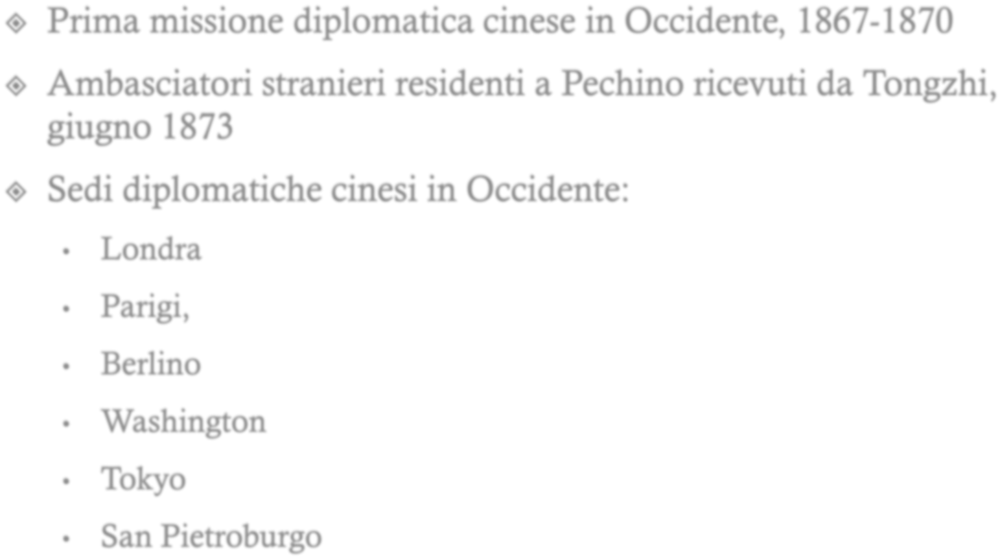 Prima missione diplomatica cinese in Occidente, 1867-1870
Ambasciatori stranieri residenti a Pechino ricevuti da Tongzhi,
giugno 1873
Sedi diplomatiche cinesi in Occidente:
Londra
Parigi,
Berlino
Washington
Tokyo
San Pietroburgo